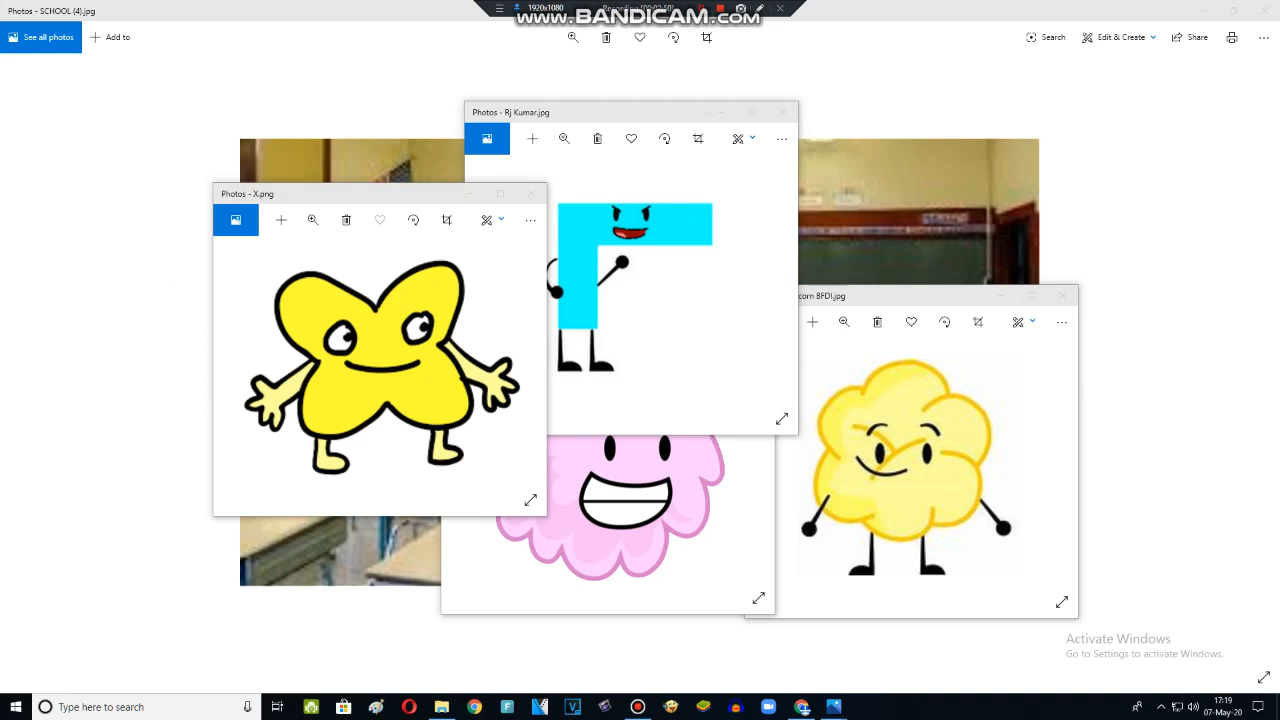 Photos - SCHOOL (4).jpg
1920x1080
www.BANDICAM.com
See all photos
Add to
Search
Edit & Create
Share
Photos - Rj Kumar.jpg
Photos - X.png
corn BFDI.jpg
Activate Windows
Go to Settings to activate Windows.
Type here to search
17:19
07-May-20